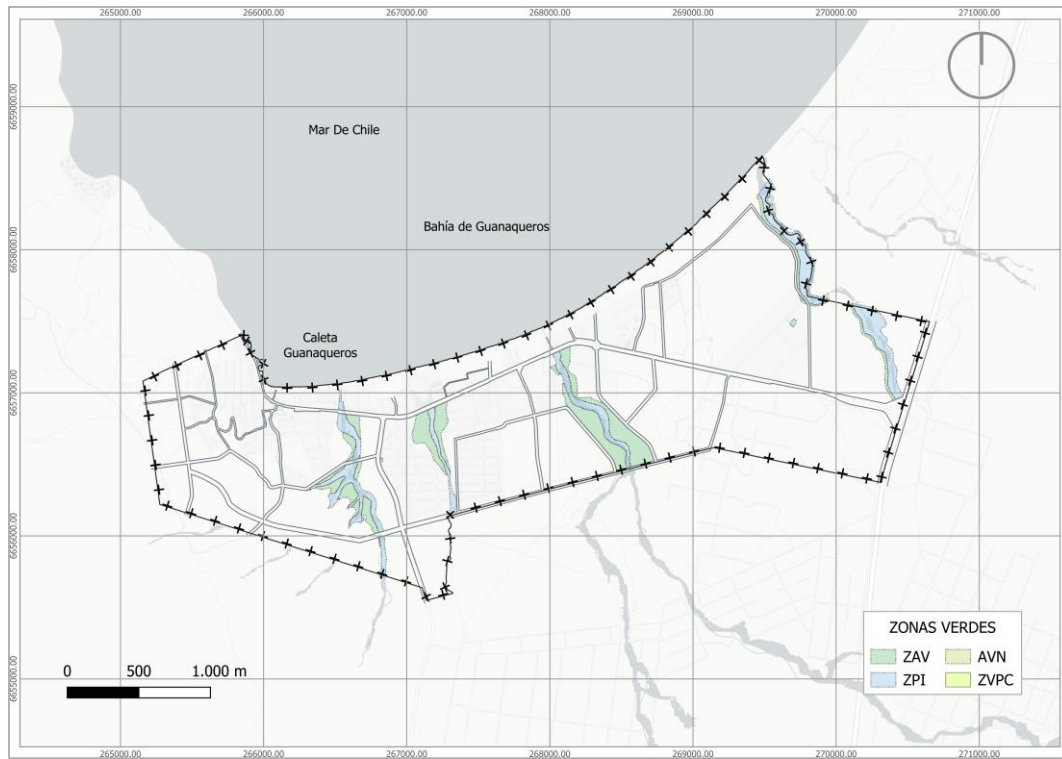 265000.00 266000.00 267000.00 268000.00 269000.00 270000.00 271000.00
6659000.00
Mar De Chile
Bahía de Guanaqueros
6658000.00
Caleta
Guanaqueros
6657000.00
6656000.00
ZONAS VERDES
ZAV AVN
ZPI ZVPC
0 500 1.000 m
6655000.00
265000.00 266000.00 267000.00 268000.00 269000.00 270000.00 271000.00